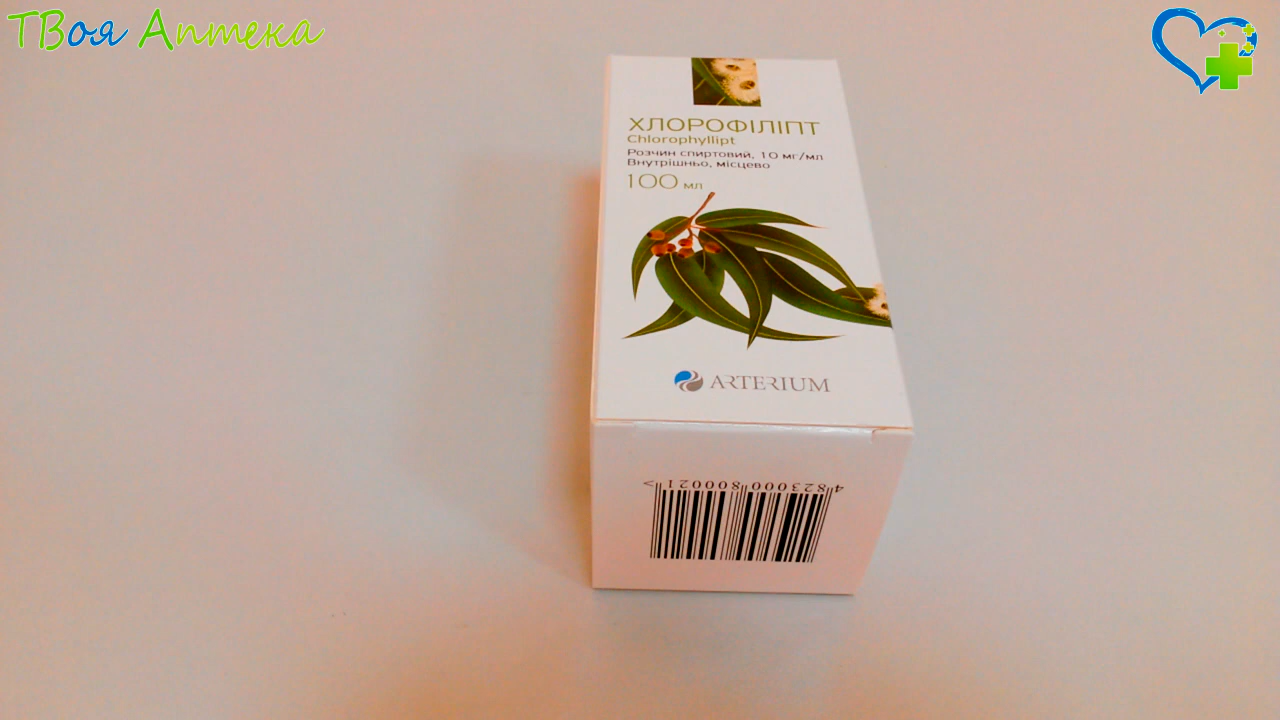 ТВоя Аптека
ХЛОРОФІЛІПТ
Chlorophyllipt
Розчин спиртовий, 10 мг/мл
Внутрішньо, місцево
100 мл
ARTERIUM
4 823000 800021 >